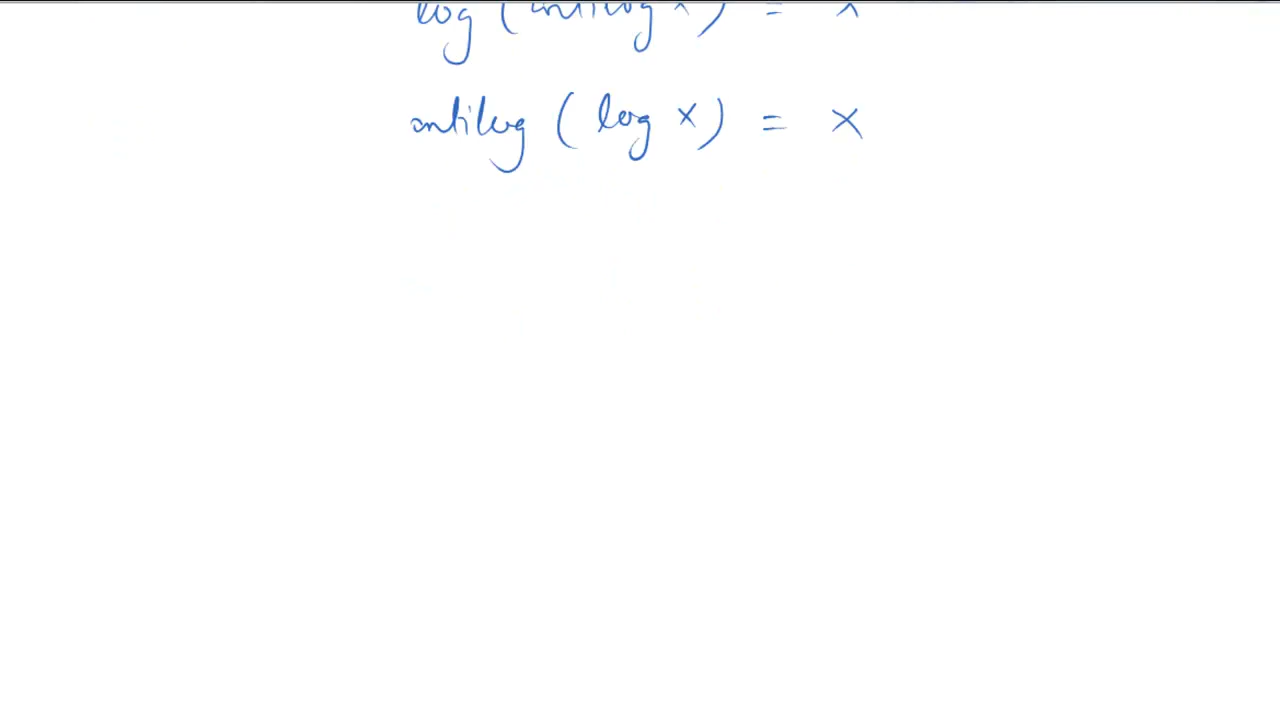 log (antilog x) = x
antilog (log x) = x